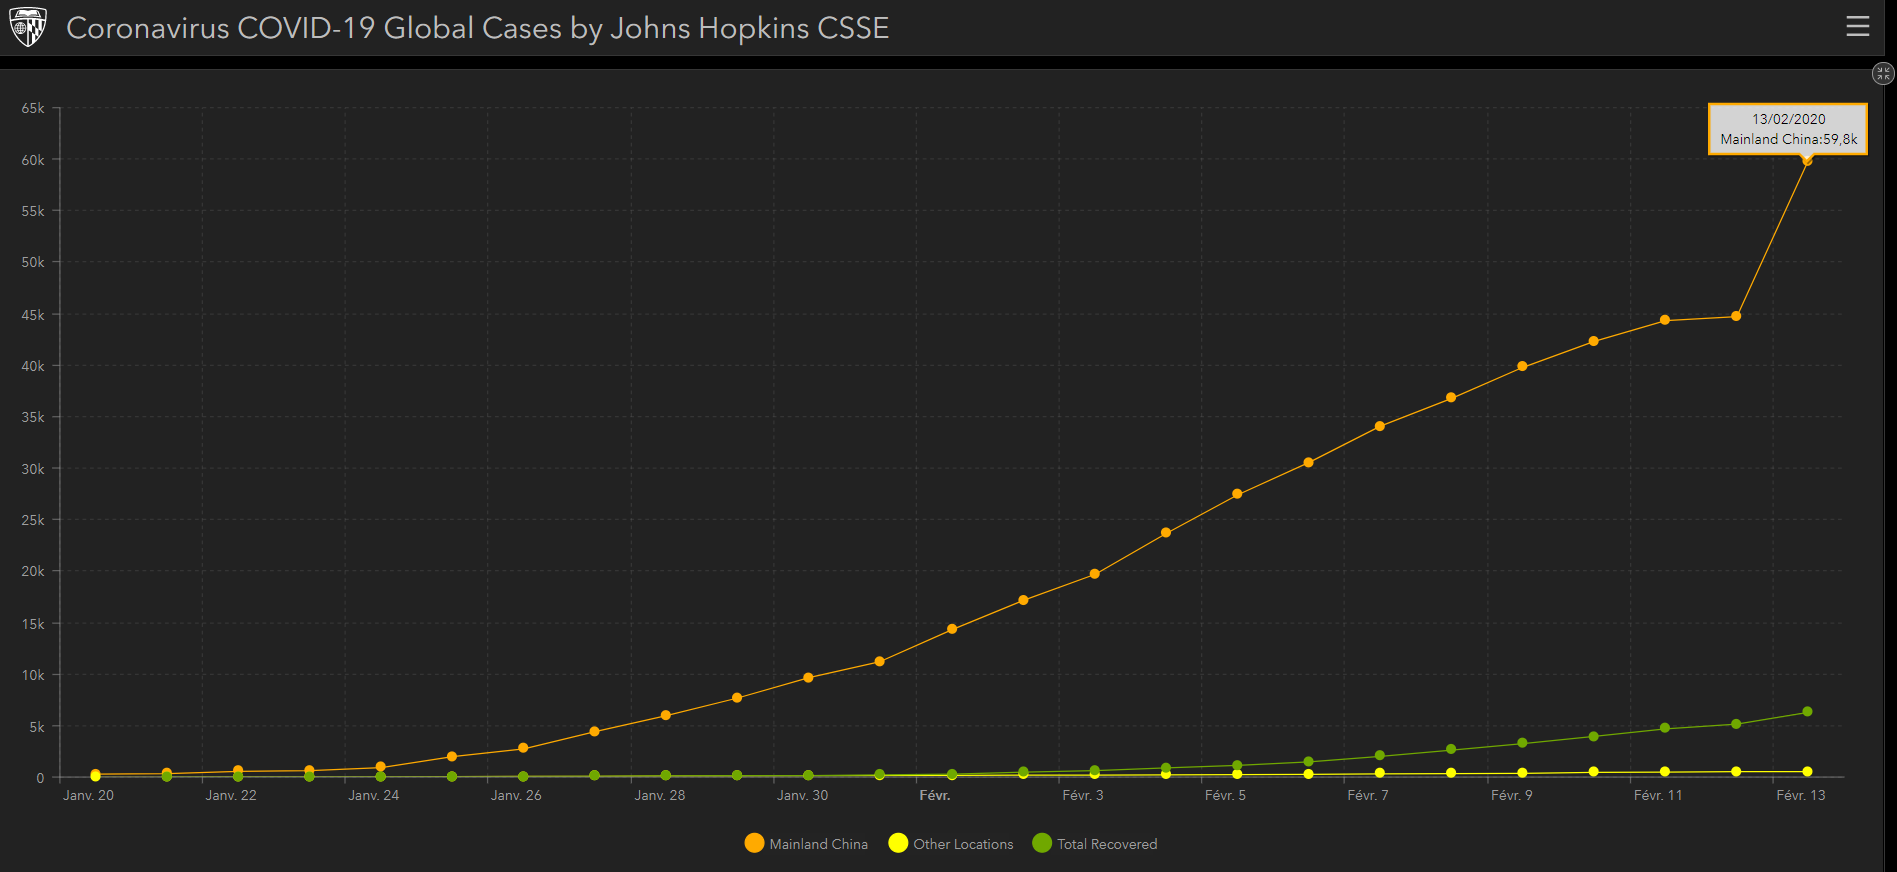 Coronavirus COVID-19 Global Cases by Johns Hopkins CSSE
13/02/2020
Mainland China:59,8k
65k
60k
55k
50k
45k
40k
35k
30k
25k
20k
15k
10k
5k
0
Janv. 20 Janv. 22 Janv. 24 Janv. 26 Janv. 28 Janv. 30 Févr. Févr. 3 Févr. 5 Févr. 7 Févr. 9 Févr. 11 Févr. 13
Mainland China Other Locations Total Recovered